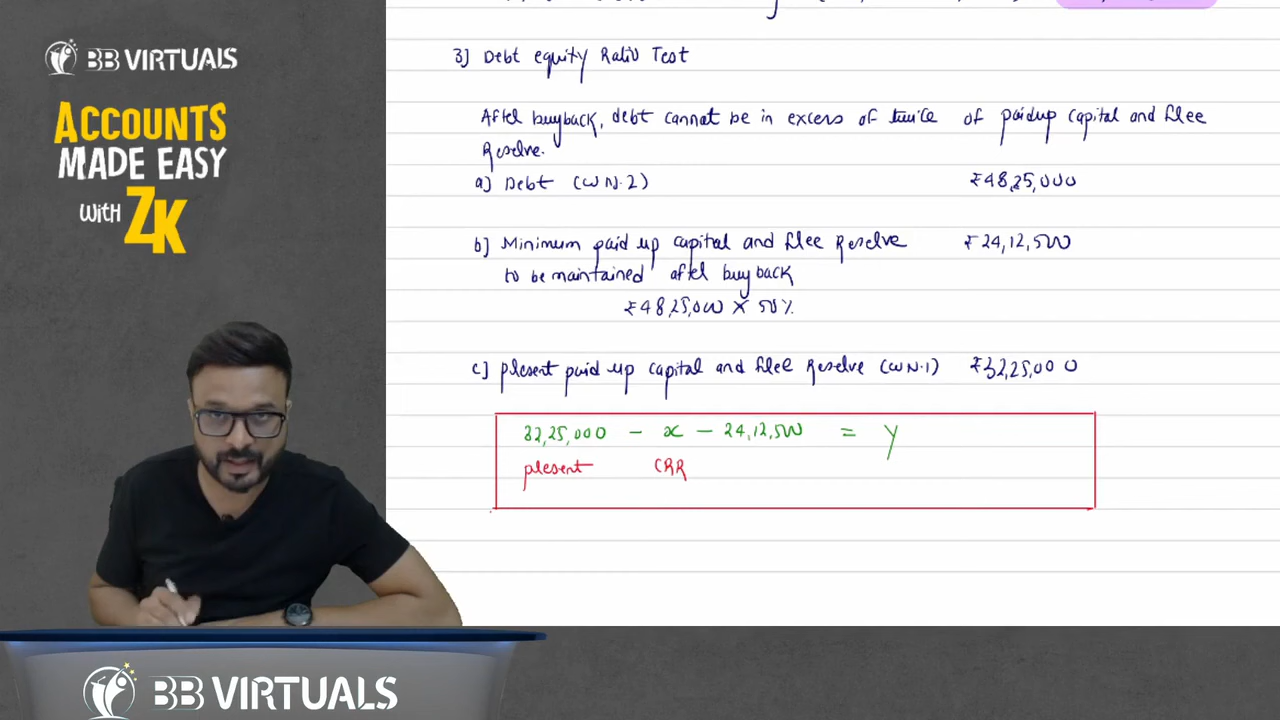 BB VIRTUALS
ACCOUNTS
MADE EASY
WITH ZK
3] Debt equity Ratio Test
After buyback, debt cannot be in excess of twice of paidup capital and free
Reserve.
a] Debt (WN.2) ₹48,25,000
b] Minimum paid up capital and free Reserve ₹24,12,500
to be maintained after buyback
₹48,25,000 × 50%
c] present paid up capital and free Reserve (WN.1) ₹32,25,000
32,25,000 - x - 24,12,500 = y
present CRR
BB VIRTUALS